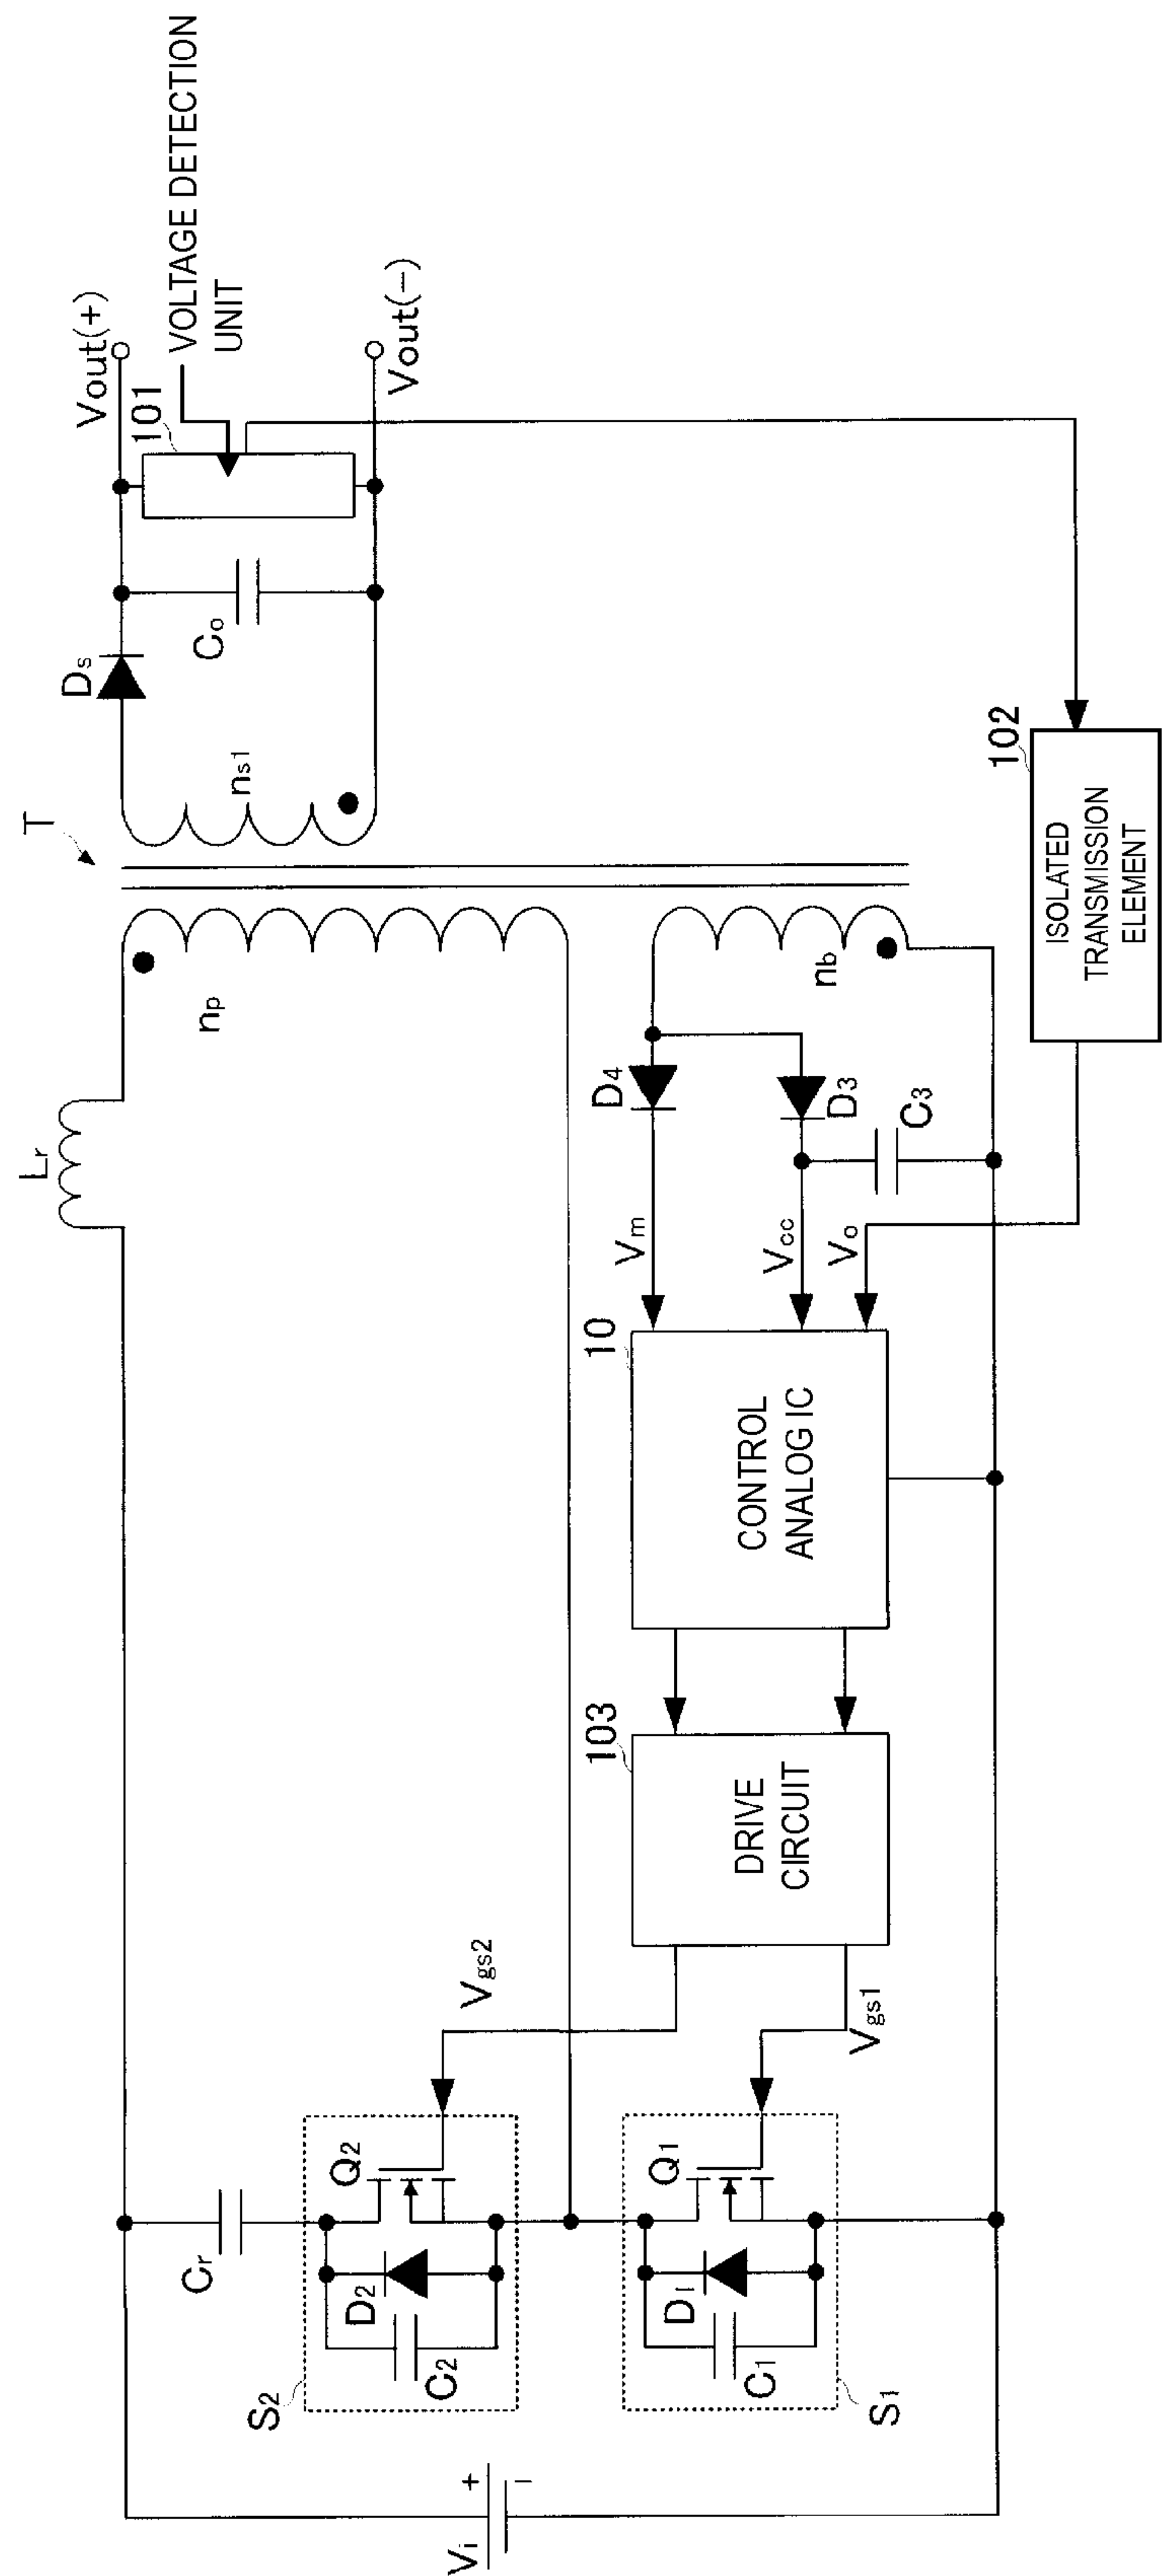 T
Lr
np
ns1
Ds
Co
Vout(+)
101
VOLTAGE DETECTION
UNIT
Vout(−)
Vi
+
−
Cr
S2
Q2
D2
C2
Vgs2
S1
Q1
D1
C1
Vgs1
103
DRIVE
CIRCUIT
10
CONTROL
ANALOG IC
Vm
Vcc
Vo
D4
D3
C3
nb
102
ISOLATED
TRANSMISSION
ELEMENT